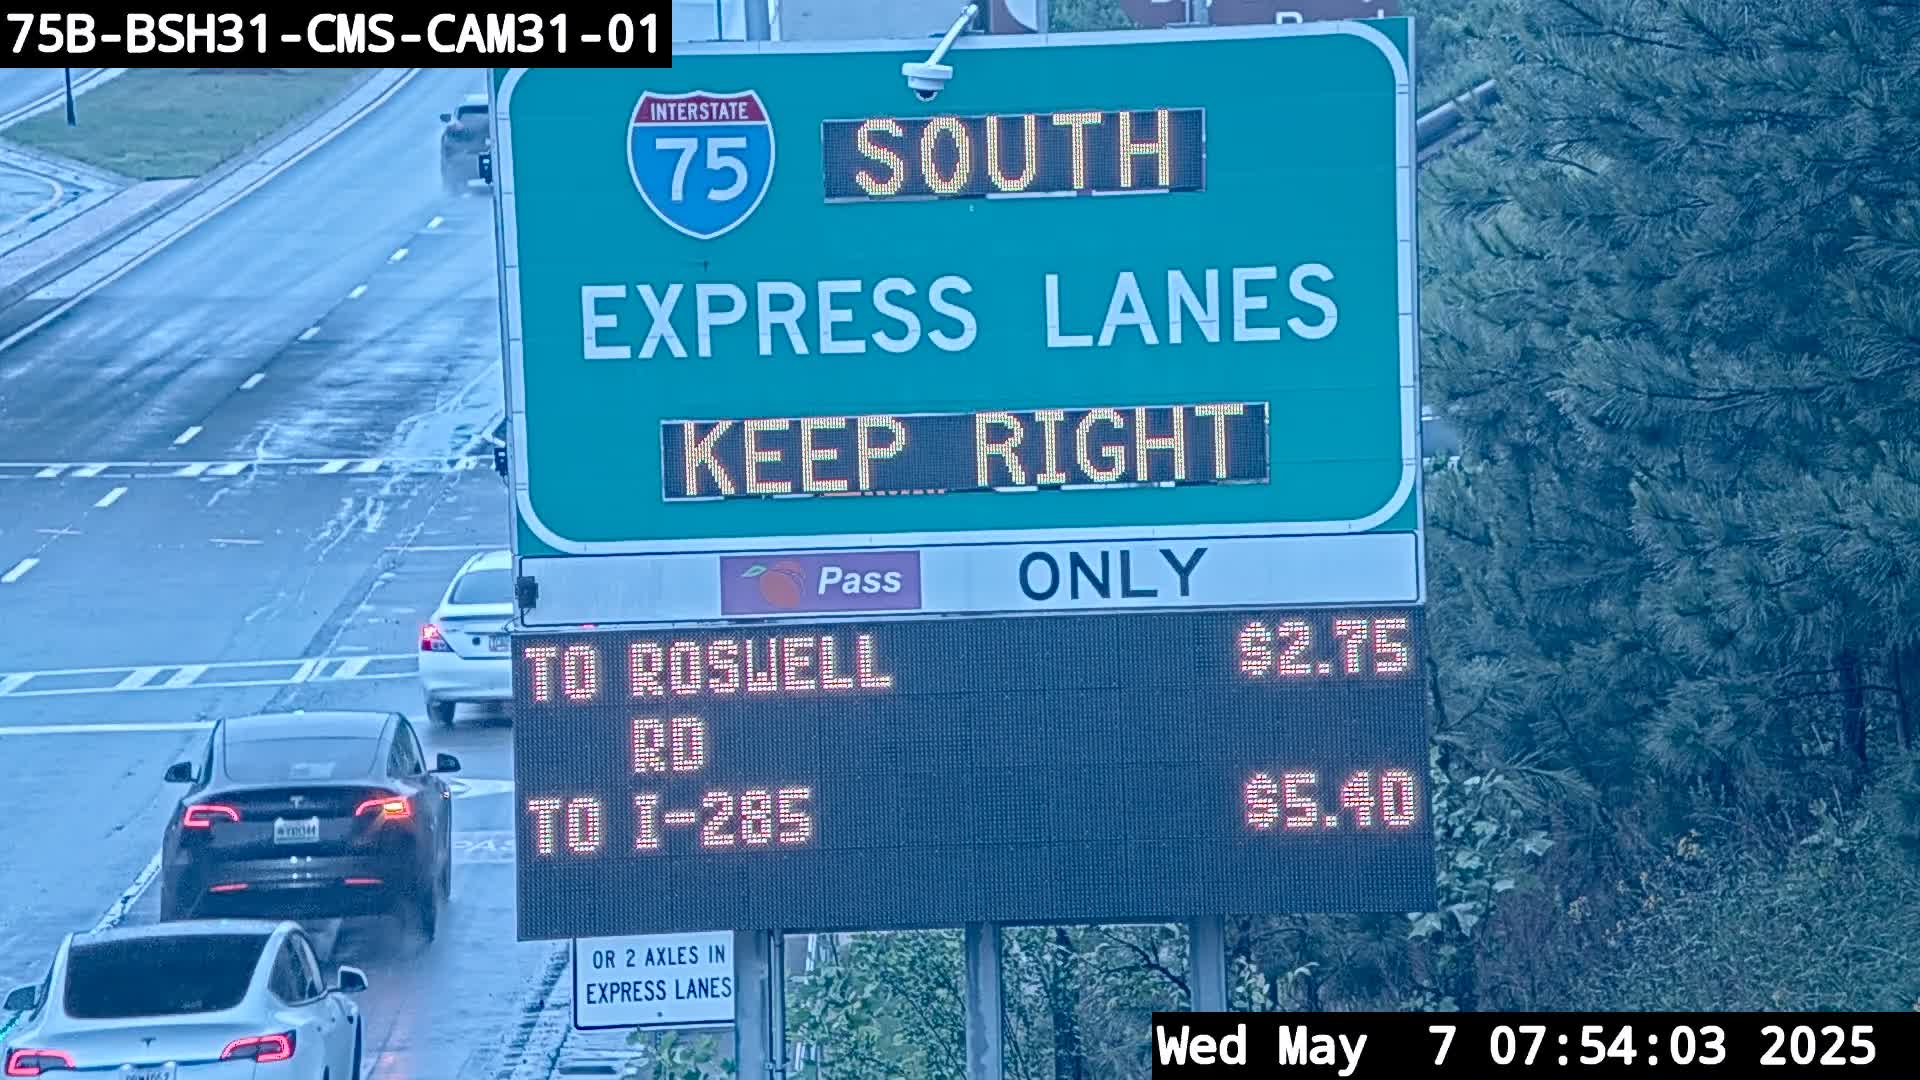 75B-BSH31-CMS-CAM31-01
INTERSTATE
75
SOUTH
EXPRESS LANES
KEEP RIGHT
Pass ONLY
TO ROSWELL $2.75
RD
TO I-285 $5.40
OR 2 AXLES IN
EXPRESS LANES
Wed May 7 07:54:03 2025